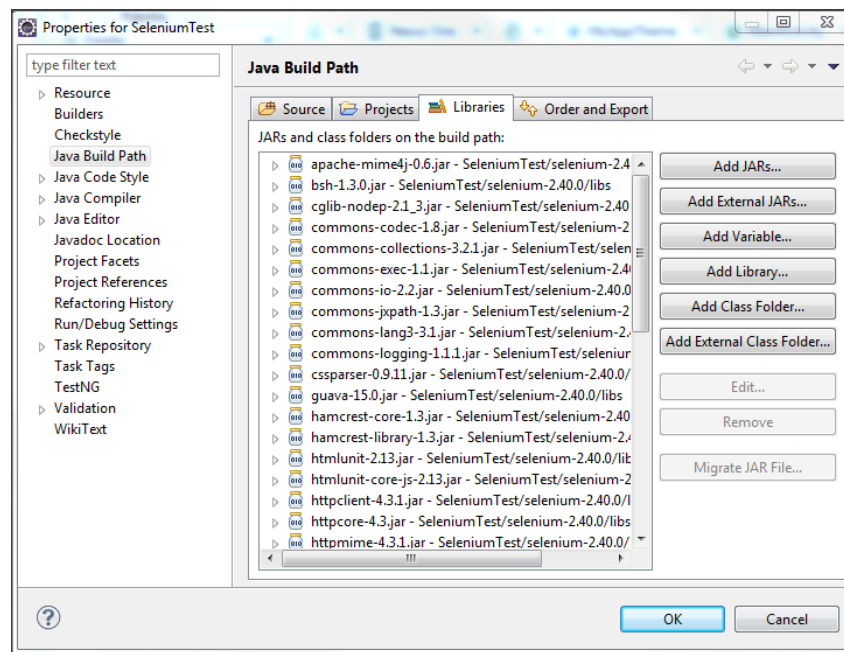 Properties for SeleniumTest
type filter text
Resource
Builders
Checkstyle
Java Build Path
Java Code Style
Java Compiler
Java Editor
Javadoc Location
Project Facets
Project References
Refactoring History
Run/Debug Settings
Task Repository
Task Tags
TestNG
Validation
WikiText
Java Build Path
Source Projects Libraries Order and Export
JARs and class folders on the build path:
apache-mime4j-0.6.jar - SeleniumTest/selenium-2.4
bsh-1.3.0.jar - SeleniumTest/selenium-2.40.0/libs
cglib-nodep-2.1_3.jar - SeleniumTest/selenium-2.40
commons-codec-1.8.jar - SeleniumTest/selenium-2
commons-collections-3.2.1.jar - SeleniumTest/selen
commons-exec-1.1.jar - SeleniumTest/selenium-2.4
commons-io-2.2.jar - SeleniumTest/selenium-2.40.0
commons-jxpath-1.3.jar - SeleniumTest/selenium-2
commons-lang3-3.1.jar - SeleniumTest/selenium-2.
commons-logging-1.1.1.jar - SeleniumTest/seleniur
cssparser-0.9.11.jar - SeleniumTest/selenium-2.40.0/
guava-15.0.jar - SeleniumTest/selenium-2.40.0/libs
hamcrest-core-1.3.jar - SeleniumTest/selenium-2.40
hamcrest-library-1.3.jar - SeleniumTest/selenium-2.
htmlunit-2.13.jar - SeleniumTest/selenium-2.40.0/lib
htmlunit-core-js-2.13.jar - SeleniumTest/selenium-2
httpclient-4.3.1.jar - SeleniumTest/selenium-2.40.0/l
httpcore-4.3.jar - SeleniumTest/selenium-2.40.0/libs
httpmime-4.3.1.jar - SeleniumTest/selenium-2.40.0/
Add JARs...
Add External JARs...
Add Variable...
Add Library...
Add Class Folder...
Add External Class Folder...
Edit...
Remove
Migrate JAR File...
OK
Cancel